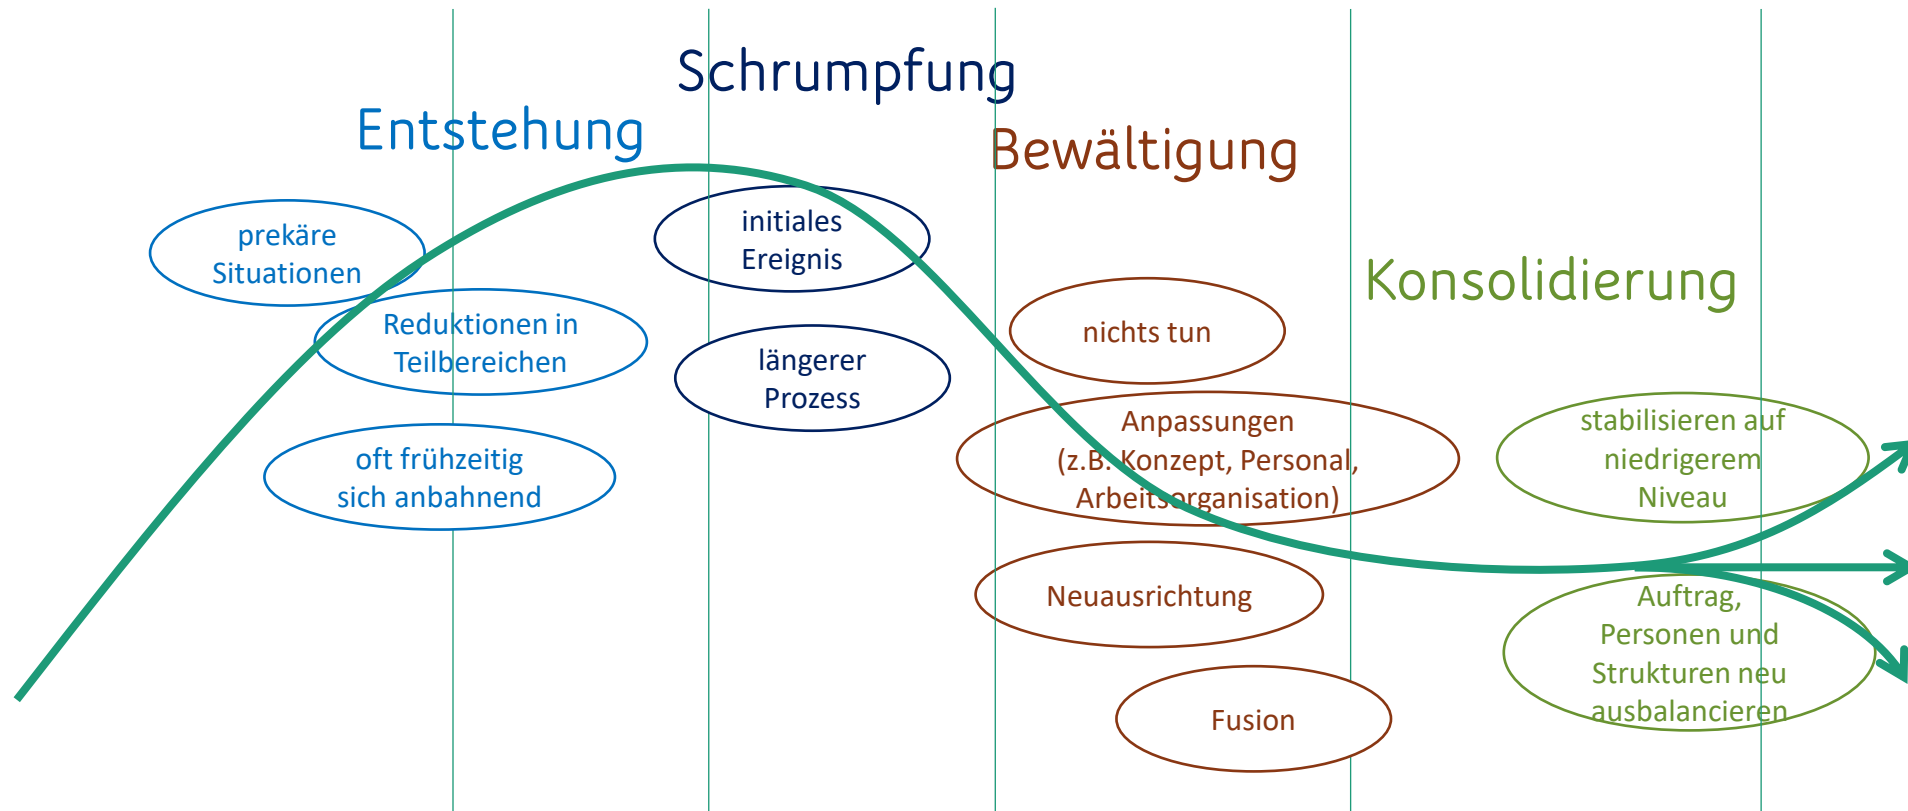 Entstehung
prekäre
Situationen
Reduktionen in
Teilbereichen
oft frühzeitig
sich anbahnend
Schrumpfung
initiales
Ereignis
längerer
Prozess
Bewältigung
nichts tun
Anpassungen
(z.B. Konzept, Personal,
Arbeitsorganisation)
Neuausrichtung
Fusion
Konsolidierung
stabilisieren auf
niedrigerem
Niveau
Auftrag,
Personen und
Strukturen neu
ausbalancieren